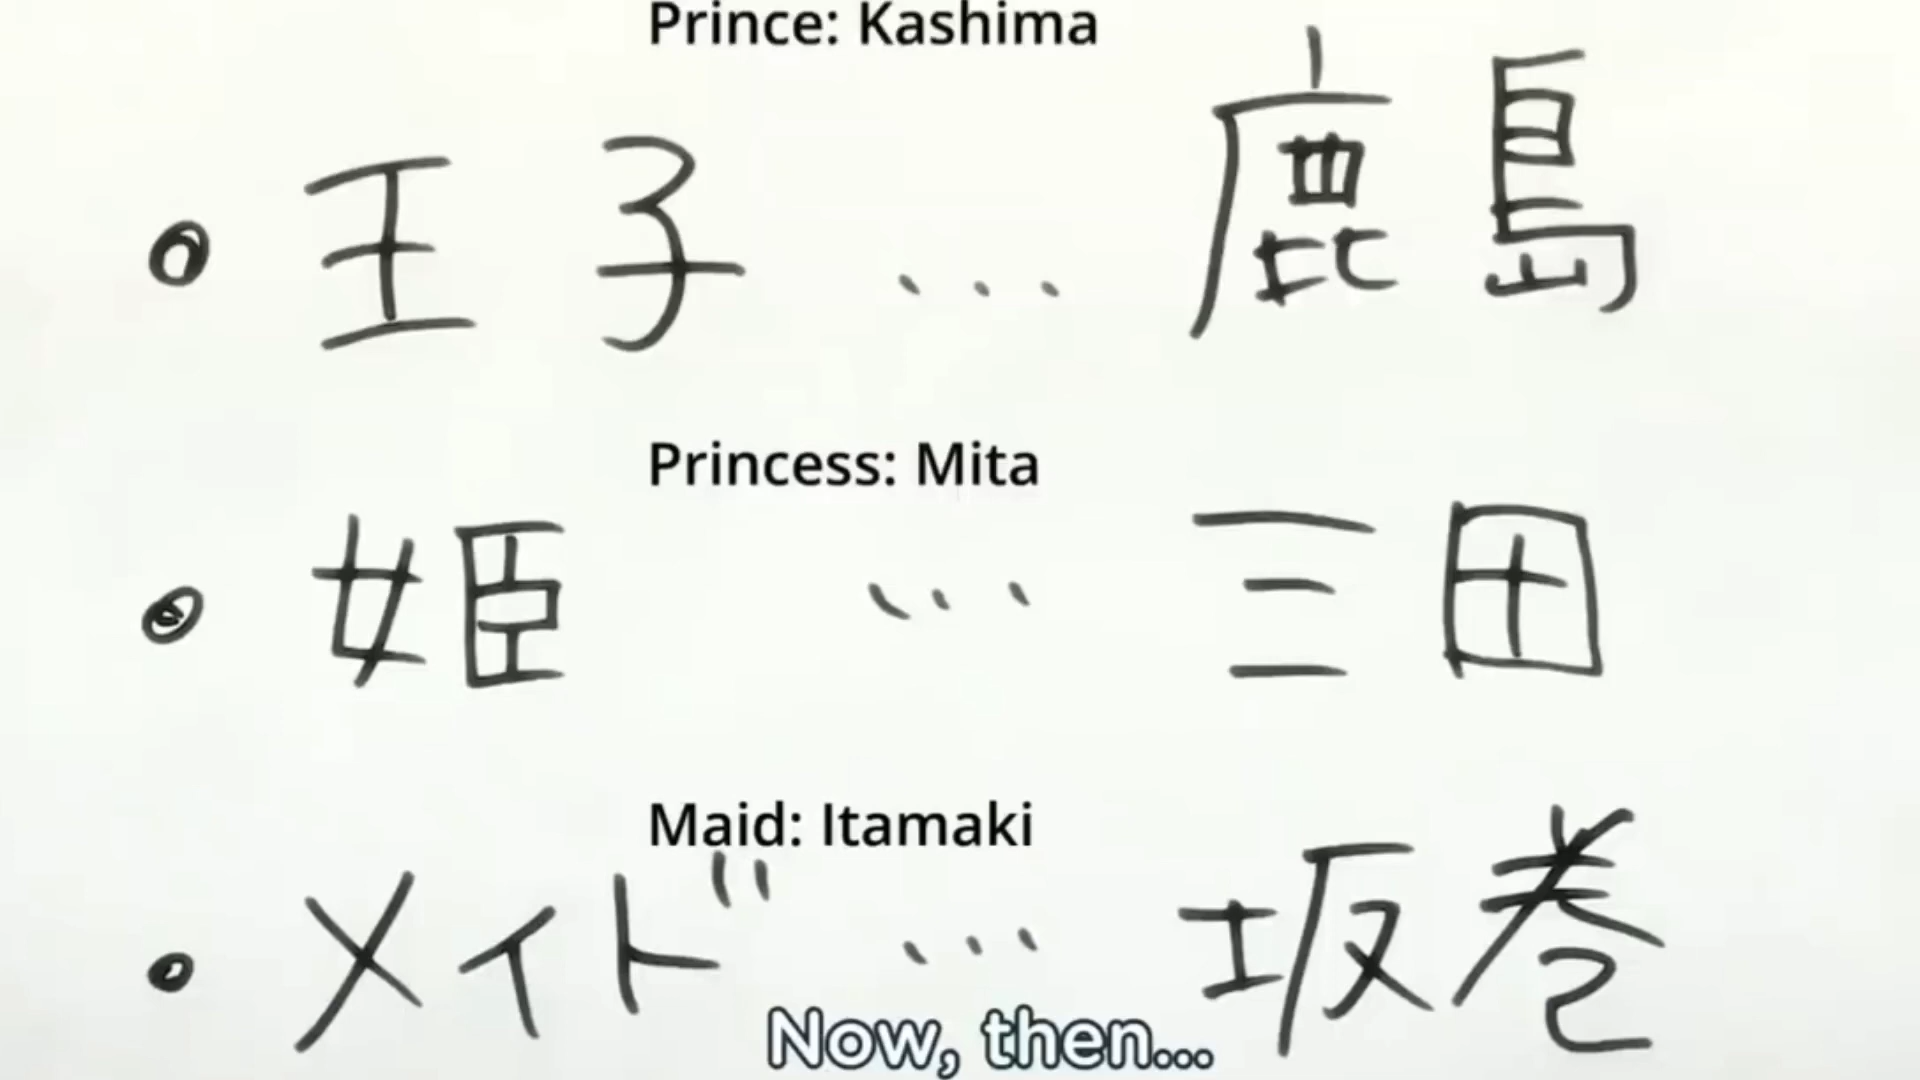 Prince: Kashima
•王子...鹿島
Princess: Mita
•姫...三田
Maid: Itamaki
•メイド...坂巻
Now, then...